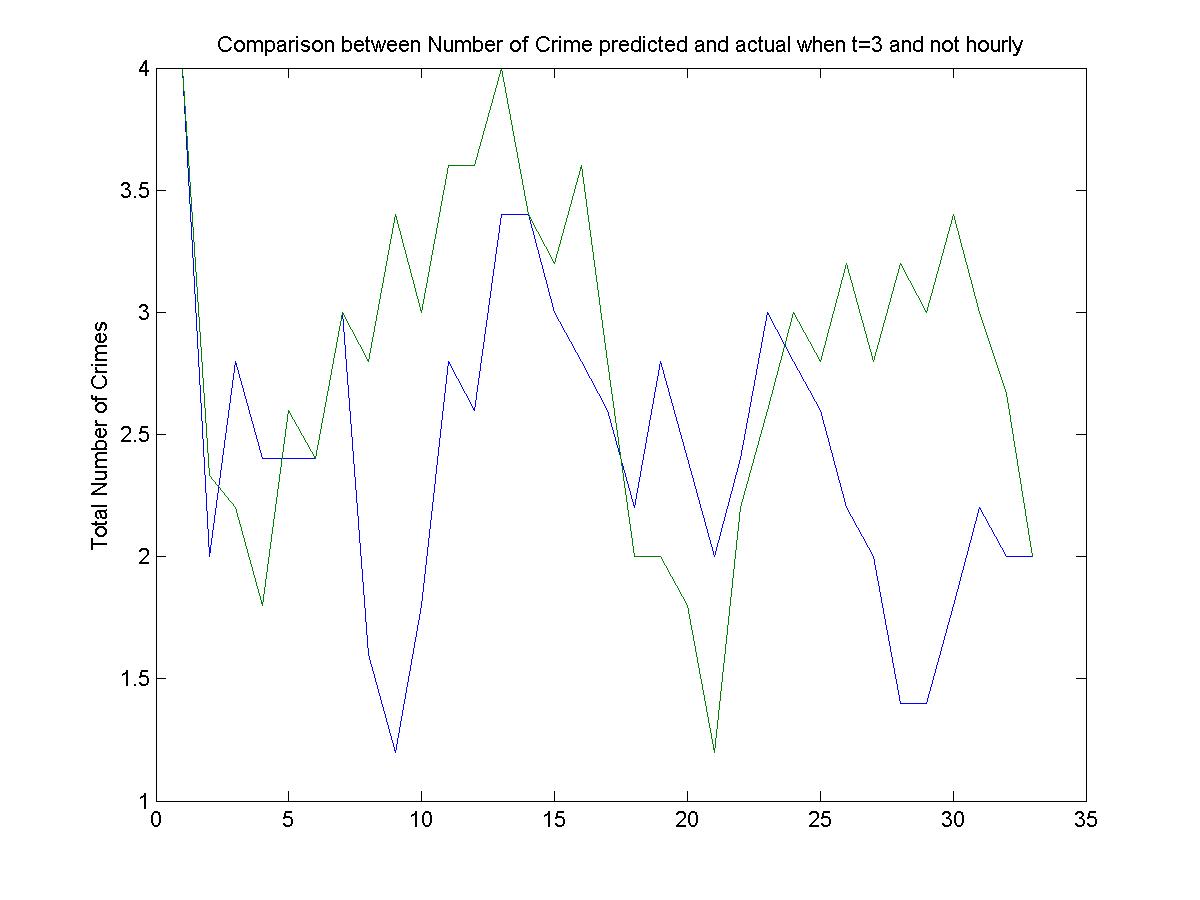 Comparison between Number of Crime predicted and actual when t=3 and not hourly
4
3.5
3
2.5
2
1.5
1
Total Number of Crimes
0 5 10 15 20 25 30 35